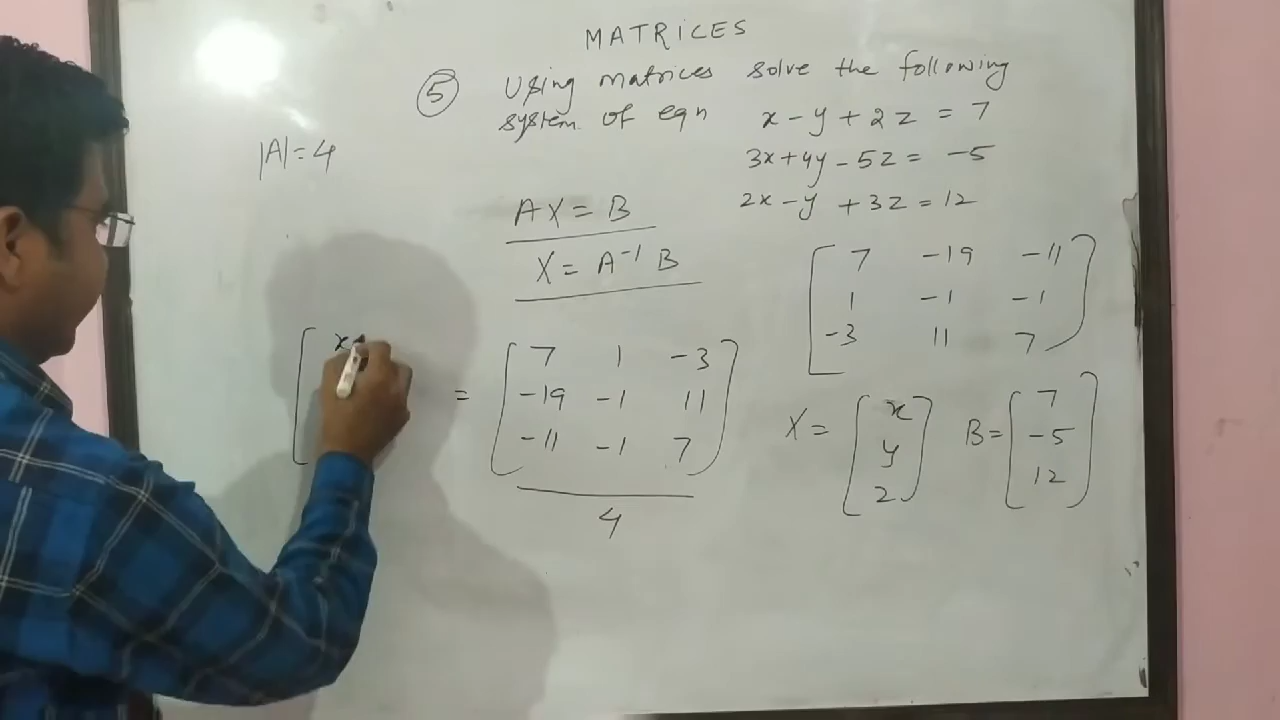 MATRICES
5 Using matrices solve the following
system of eqn x - y + 2z = 7
|A| = 4
3x + 4y - 5z = -5
2x - y + 3z = 12
AX = B
X = A⁻¹ B
7 -19 -11
1 -1 -1
-3 11 7
x
= 7 1 -3
-19 -1 11
-11 -1 7
4
X = x
y
z
B = 7
-5
12